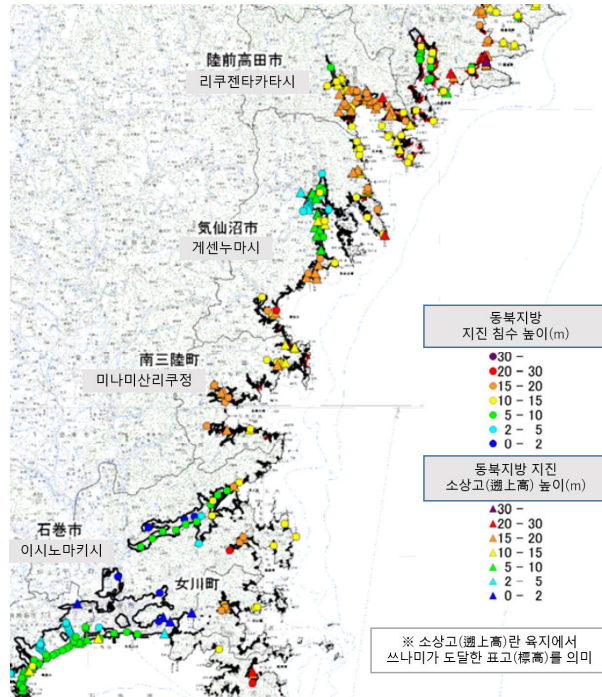 陸前高田市
리쿠젠타카타시
気仙沼市
게센누마시
南三陸町
미나미산리쿠정
石巻市
이시노마키시
女川町
동북지방
지진 침수 높이(m)
30 -
20 - 30
15 - 20
10 - 15
5 - 10
2 - 5
0 - 2
동북지방 지진
소상고(遡上高) 높이(m)
30 -
20 - 30
15 - 20
10 - 15
5 - 10
2 - 5
0 - 2
※ 소상고(遡上高)란 육지에서
쓰나미가 도달한 표고(標高)를 의미